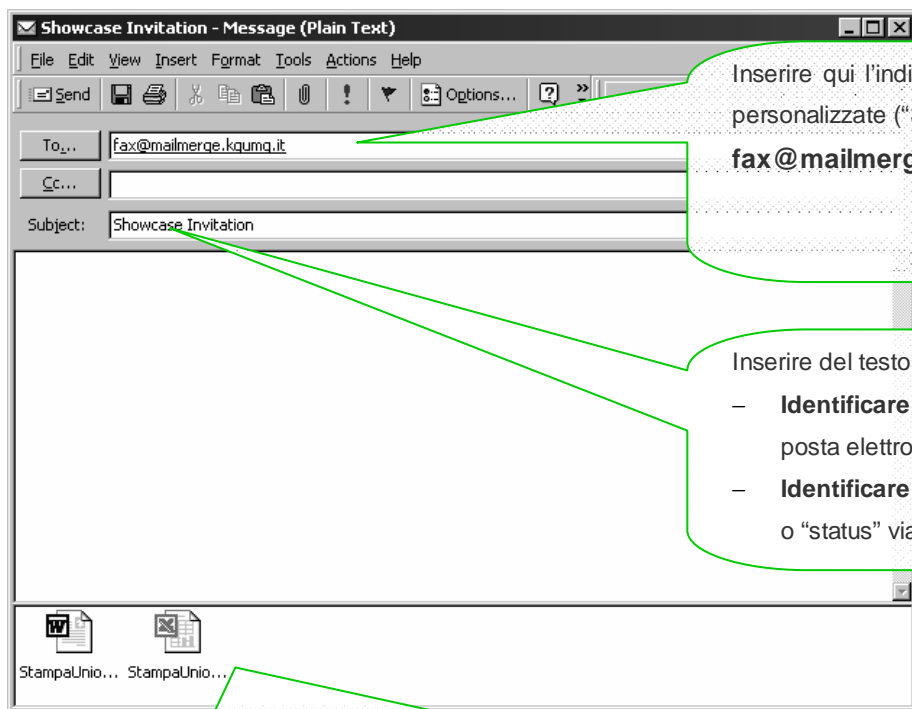 Showcase Invitation - Message (Plain Text)
File Edit View Insert Format Tools Actions Help
Send Options...
To... fax@mailmerge.kqumq.it
Cc...
Subject: Showcase Invitation
Inserire qui l'indi
personalizzate ("
fax@mailmerg
Inserire del testo
– Identificare
posta elettro
– Identificare
o "status" via
StampaUnio... StampaUnio...